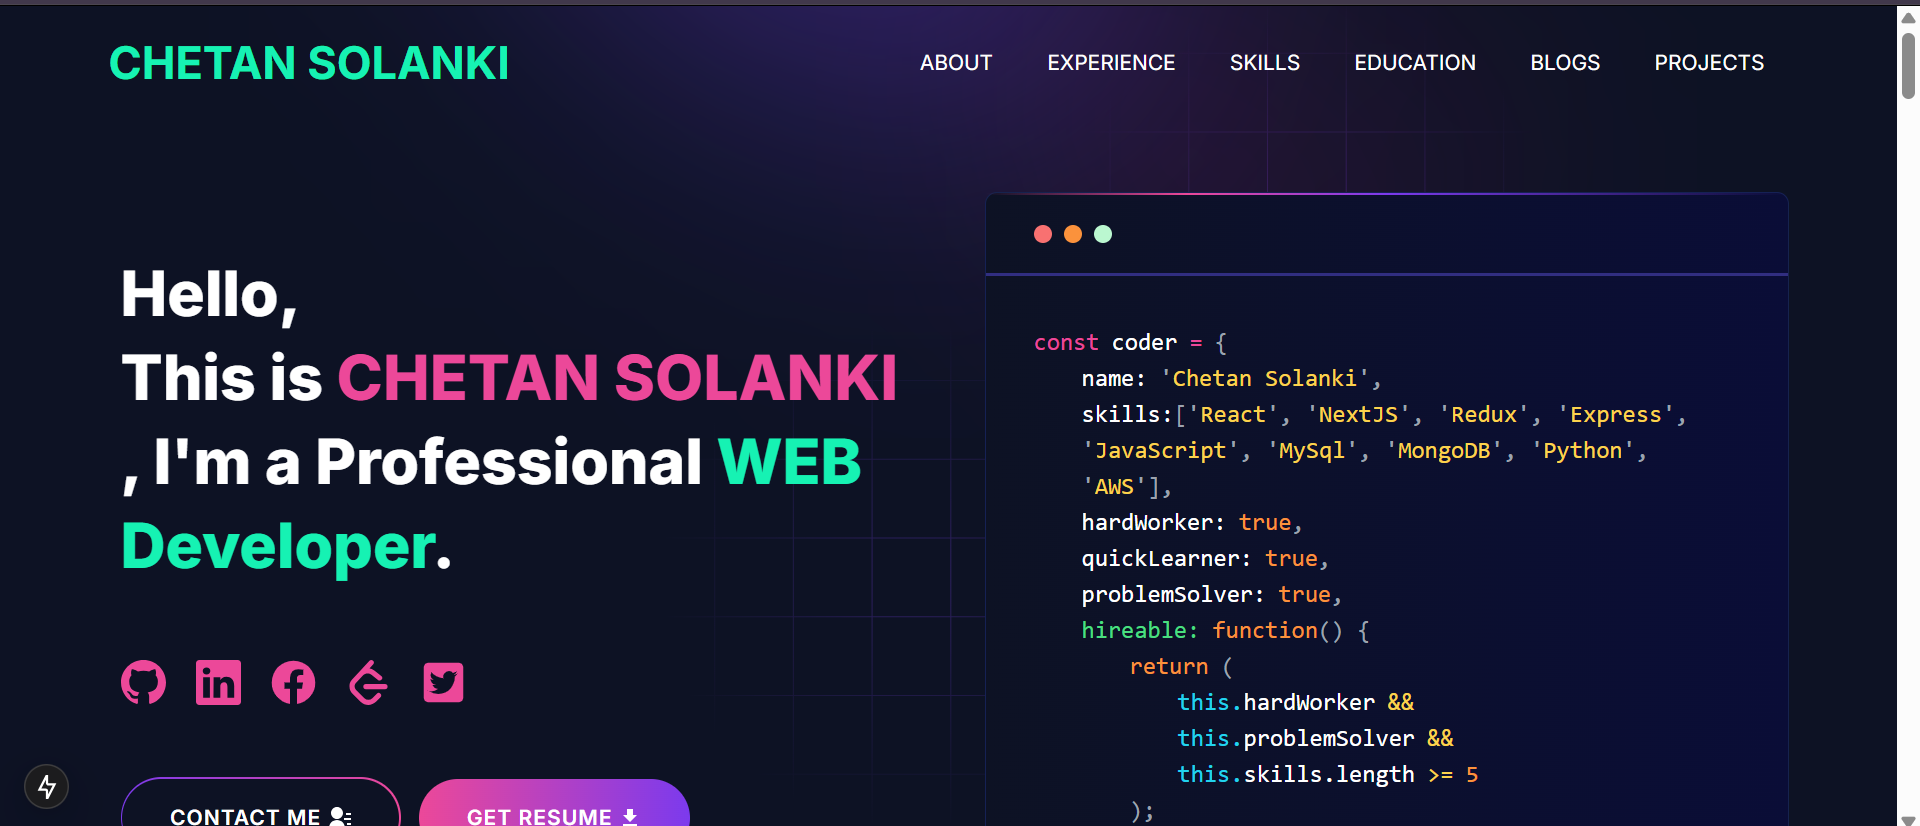 CHETAN SOLANKI
ABOUT EXPERIENCE SKILLS EDUCATION BLOGS PROJECTS
Hello,
This is CHETAN SOLANKI
, I'm a Professional WEB
Developer.
CONTACT ME
GET RESUME
const coder = {
name: 'Chetan Solanki',
skills:['React', 'NextJS', 'Redux', 'Express',
'JavaScript', 'MySql', 'MongoDB', 'Python',
'AWS'],
hardWorker: true,
quickLearner: true,
problemSolver: true,
hireable: function() {
return (
this.hardWorker &&
this.problemSolver &&
this.skills.length >= 5
);